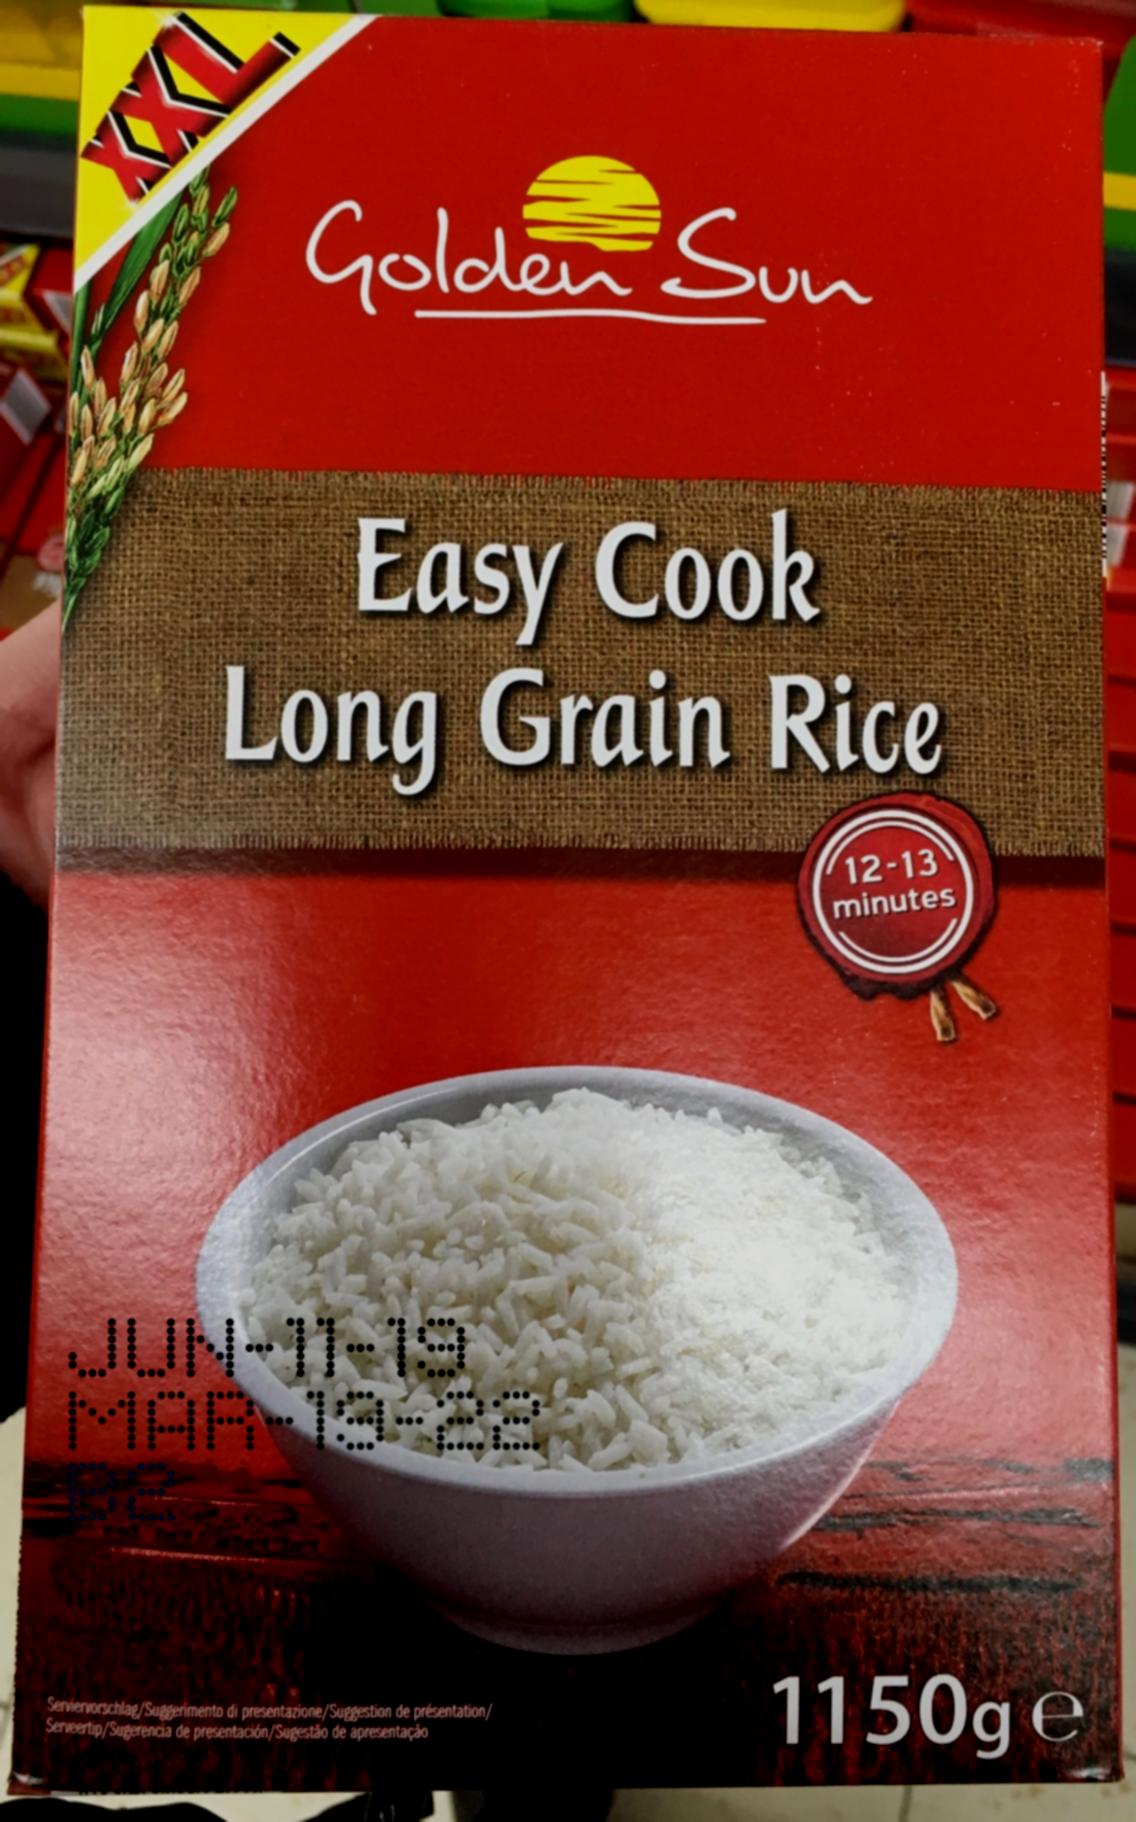 XXL
Golden Sun
Easy Cook
Long Grain Rice
12-13
minutes
JUN-11-19
MAR-19-22
Serviervorschlag/Suggerimento di presentazione/Suggestion de présentation/
Serveertip/Sugerencia de presentación/Sugestão de apresentação
1150g e